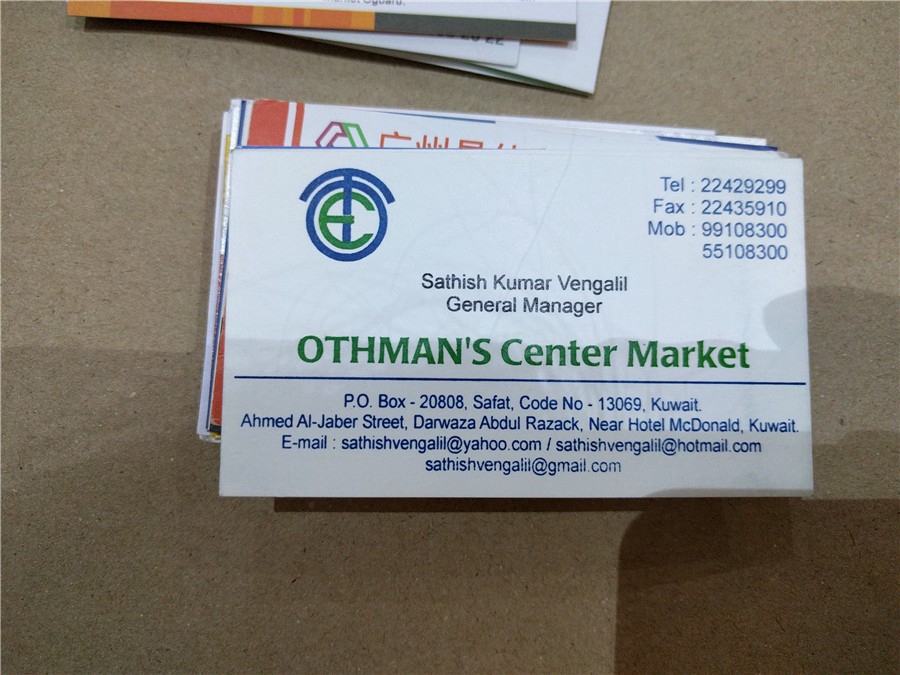 Tel : 22429299
Fax : 22435910
Mob : 99108300
55108300
Sathish Kumar Vengalil
General Manager
OTHMAN'S Center Market
P.O. Box - 20808, Safat, Code No - 13069, Kuwait.
Ahmed Al-Jaber Street, Darwaza Abdul Razack, Near Hotel McDonald, Kuwait.
E-mail : sathishvengalil@yahoo.com / sathishvengalil@hotmail.com
sathishvengalil@gmail.com